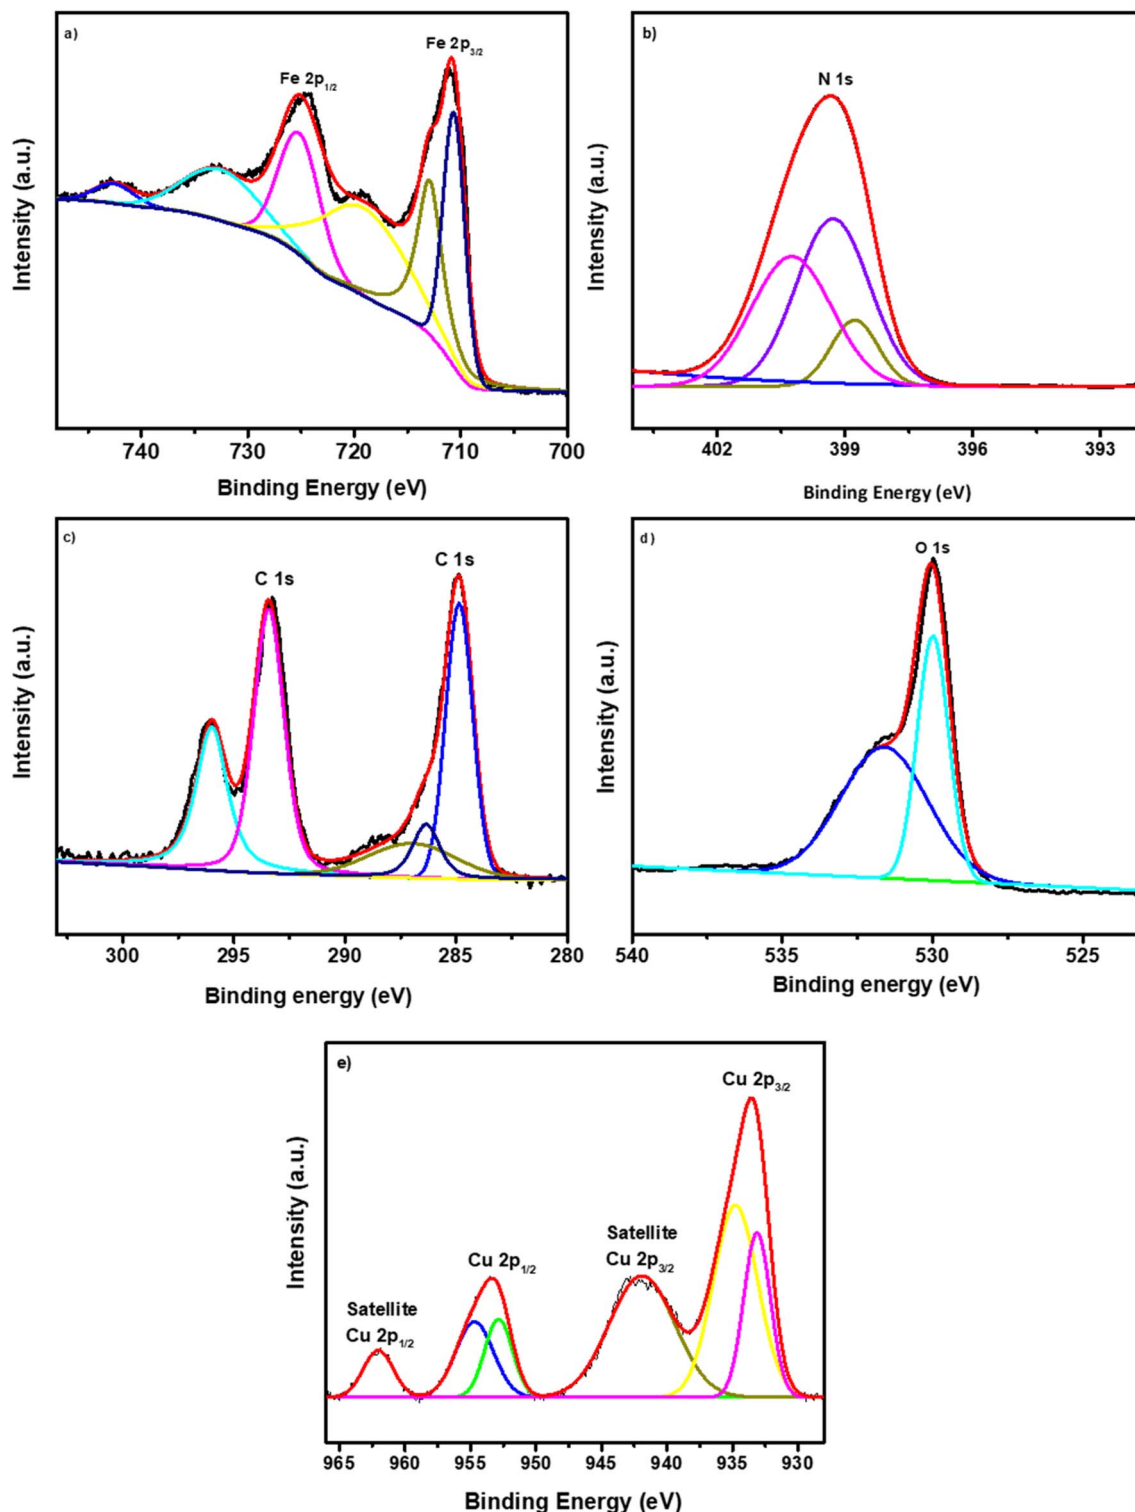 a)
Fe 2p3/2
Fe 2p1/2
Intensity (a.u.)
740 730 720 710 700
Binding Energy (eV)
b)
N 1s
Intensity (a.u.)
402 399 396 393
Binding Energy (eV)
c)
C 1s
C 1s
Intensity (a.u.)
300 295 290 285 280
Binding energy (eV)
d)
O 1s
Intensity (a.u.)
540 535 530 525
Binding energy (eV)
e)
Cu 2p3/2
Satellite
Cu 2p3/2
Cu 2p1/2
Satellite
Cu 2p1/2
Intensity (a.u.)
965 960 955 950 945 940 935 930
Binding Energy (eV)